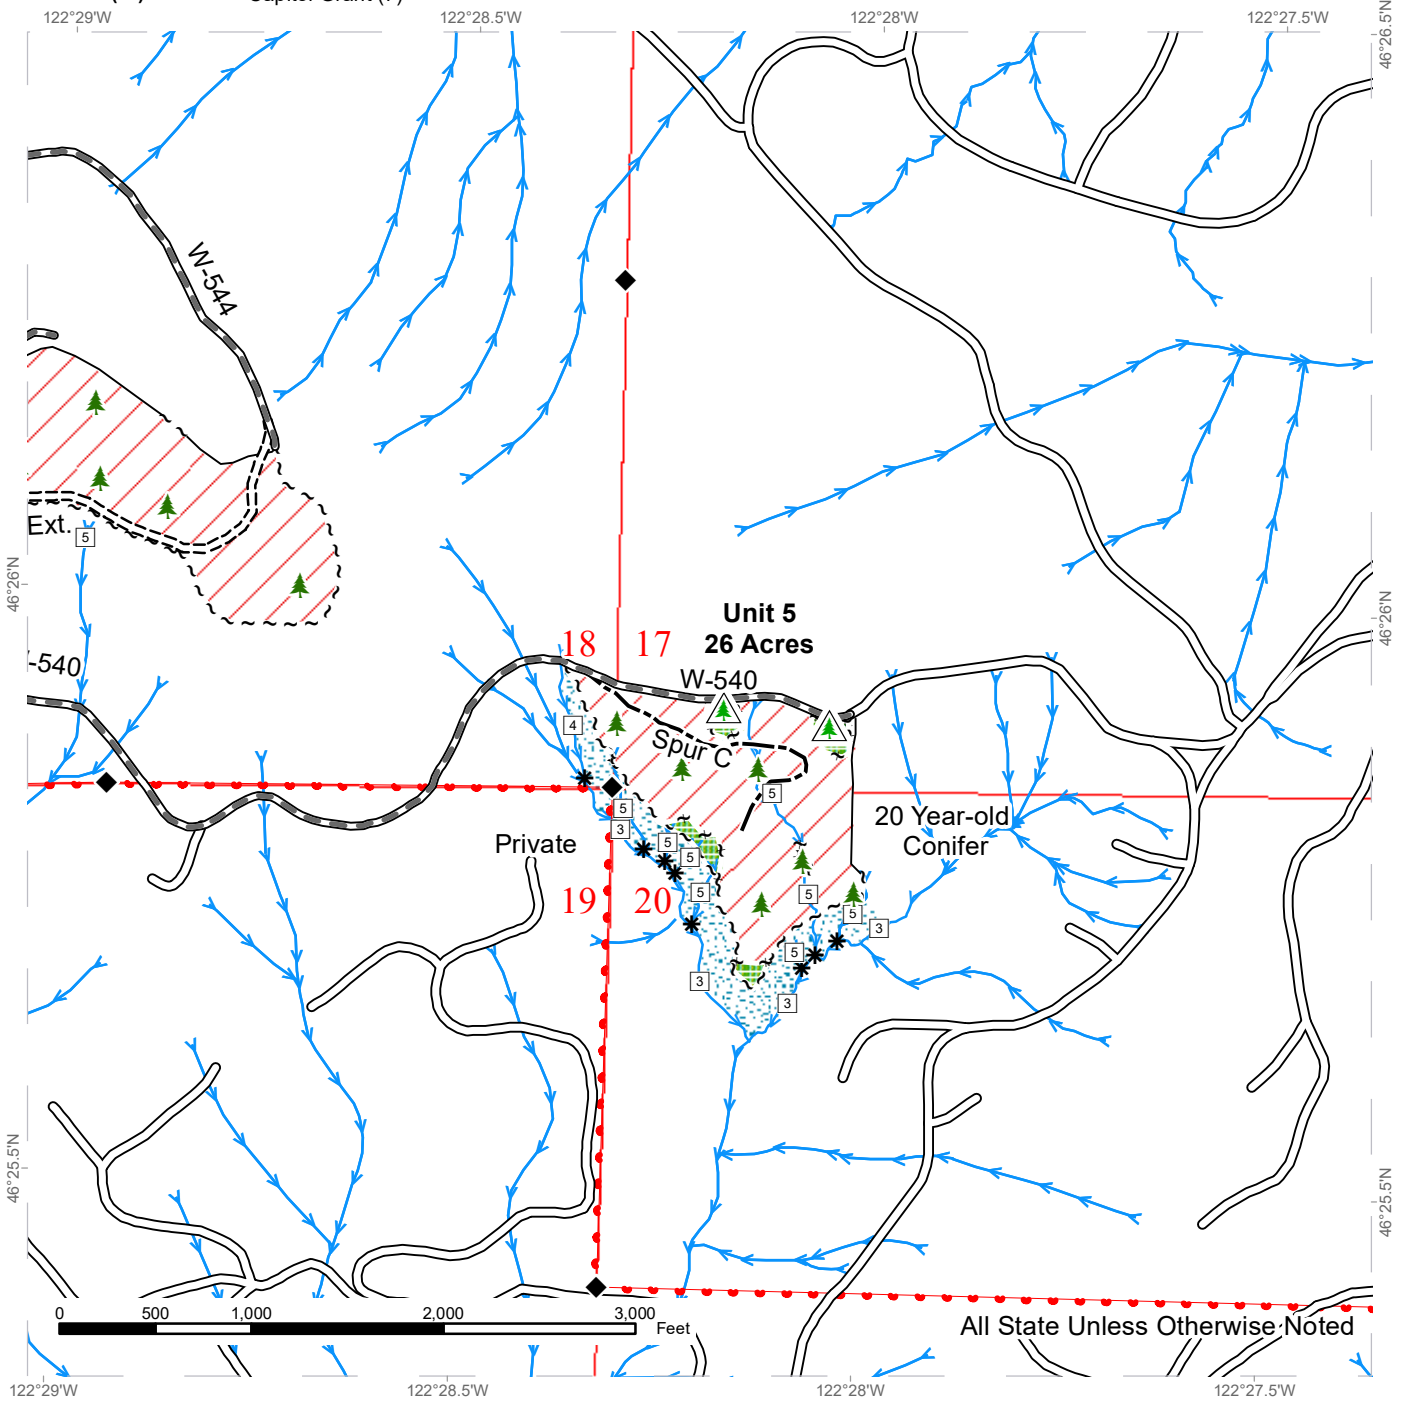 122°29'W
122°28.5'W
122°28'W
122°27.5'W
46°26.5'N
W-544
Ext.
5
46°26'N
46°26'N
Unit 5
26 Acres
18
17
-540
W-540
4
Spur C
5
5
3
20 Year-old
Conifer
Private
5
5
5
5
19
20
5
3
5
3
3
46°25.5'N
46°25.5'N
0
500
1,000
2,000
3,000
Feet
All State Unless Otherwise Noted
122°29'W
122°28.5'W
122°28'W
122°27.5'W